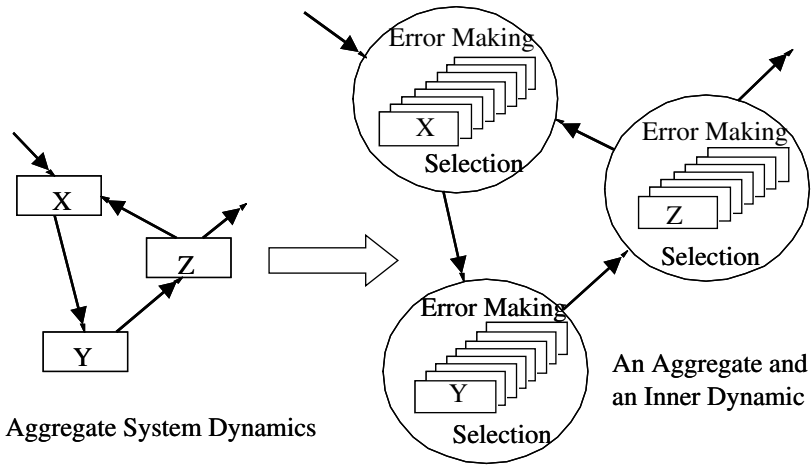 X
Z
Y
Aggregate System Dynamics
Error Making
X
Selection
Error Making
Z
Selection
Error Making
Y
Selection
An Aggregate and
an Inner Dynamic